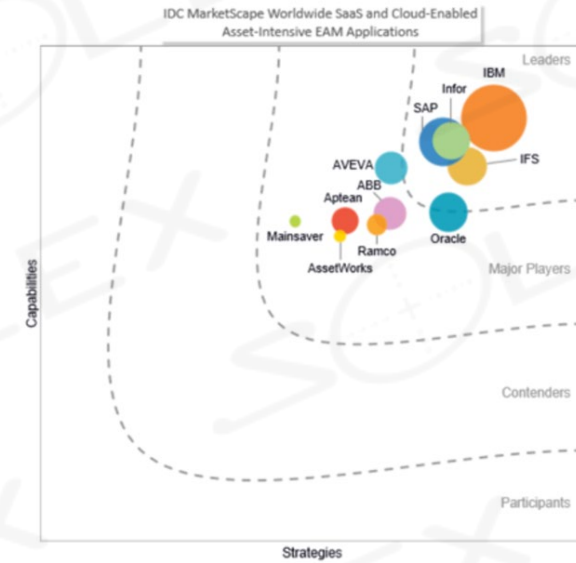 IDC MarketScape Worldwide SaaS and Cloud-Enabled
Asset-Intensive EAM Applications
Leaders
IBM
Infor
SAP
IFS
AVEVA
ABB
Aptean
Mainsaver
Oracle
Ramco
AssetWorks
Major Players
Capabilities
Contenders
Participants
Strategies